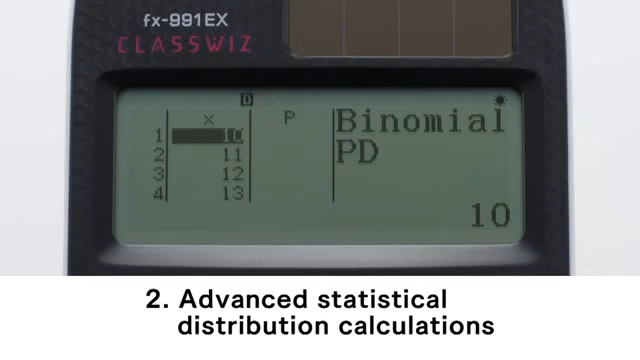 fx-991EX
CLASSWIZ
D
x P
1 10
2 11
3 12
4 13
Binomial
PD
10
2. Advanced statistical
distribution calculations